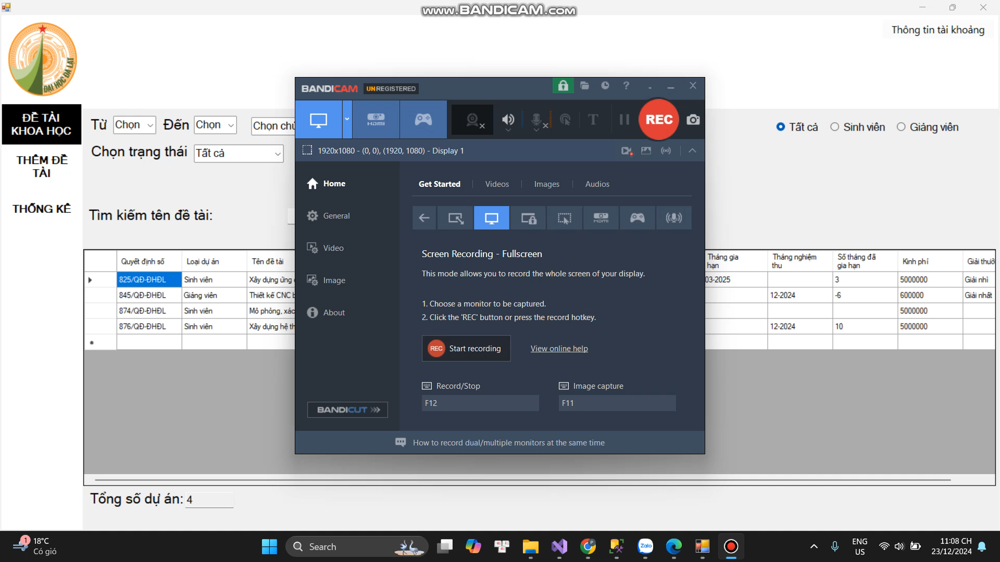 www.BANDICAM.com
Thông tin tài khoảng
ĐẠI HỌC ĐÀ LẠT
ĐỀ TÀI
KHOA HỌC
THÊM ĐỀ
TÀI
THỐNG KÊ
Từ Chọn Đến Chọn
Chọn trạng thái Tất cả
Tất cả Sinh viên Giảng viên
Tìm kiếm tên đề tài:
Quyết định số Loại dự án Tên đề tài
825/QĐ-ĐHĐL Sinh viên Xây dựng ứng
845/QĐ-ĐHĐL Giảng viên Thiết kế CNC
874/QĐ-ĐHĐL Sinh viên Mô phỏng, xác
876/QĐ-ĐHĐL Sinh viên Xây dựng hệ
Tháng gia
hạn
Tháng nghiệm
thu
Số tháng đã
gia hạn
Kinh phí
03-2025 3 5000000 Giải nhì
12-2024 -6 600000 Giải nhất
5000000
12-2024 10 5000000
Tổng số dự án: 4
BANDICAM UNREGISTERED
HDMI
T
REC
1920x1080 - (0, 0), (1920, 1080) - Display 1
Home
General
Video
Image
About
BANDICUT
Get Started Videos Images Audios
HDMI
Screen Recording - Fullscreen
This mode allows you to record the whole screen of your display.
1. Choose a monitor to be captured.
2. Click the 'REC' button or press the record hotkey.
REC Start recording View online help
Record/Stop Image capture
F12 F11
How to record dual/multiple monitors at the same time
1
18°C
Có gió
Search
Zalo
ENG
US
11:08 CH
23/12/2024